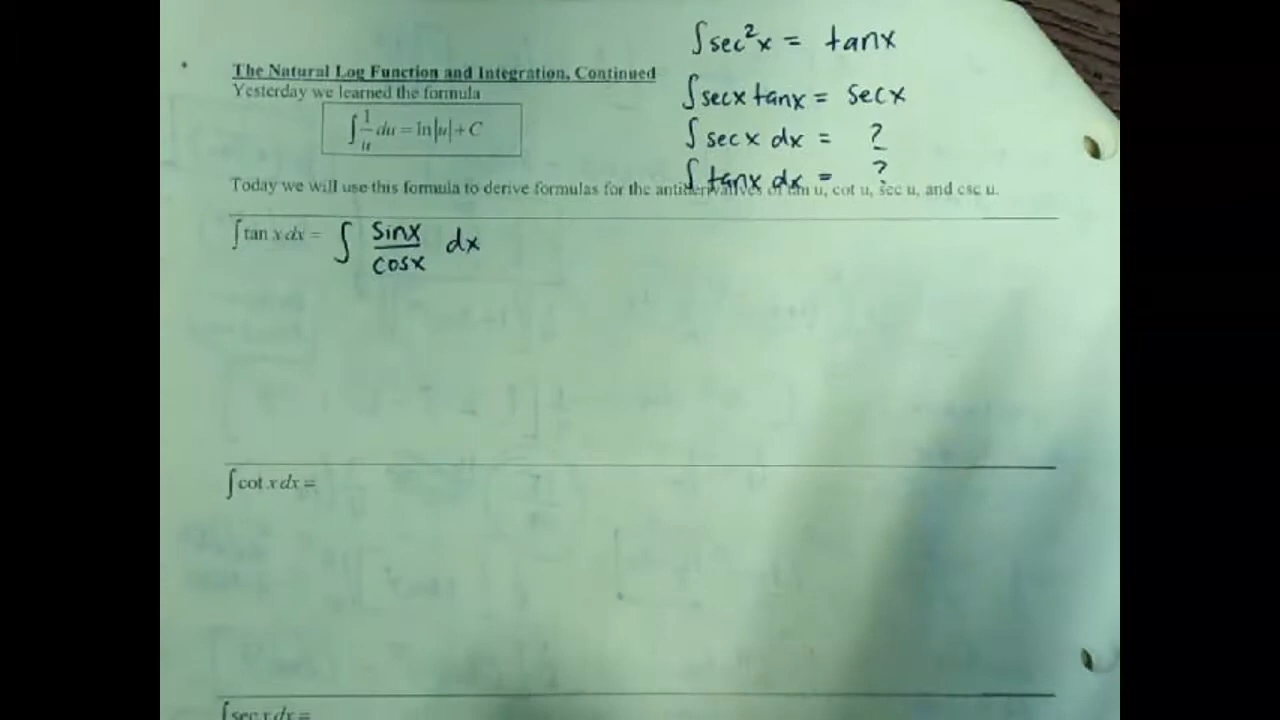 ∫sec²x = tanx
The Natural Log Function and Integration, Continued
Yesterday we learned the formula
∫secx tanx = secx
∫ 1/u du = ln|u| + C
∫ secx dx = ?
∫ tanx dx = ?
Today we will use this formula to derive formulas for the antiderivatives of tan u, cot u, sec u, and csc u.
∫tan x dx = ∫ sinx/cosx dx
∫cot x dx =
∫sec x dx =